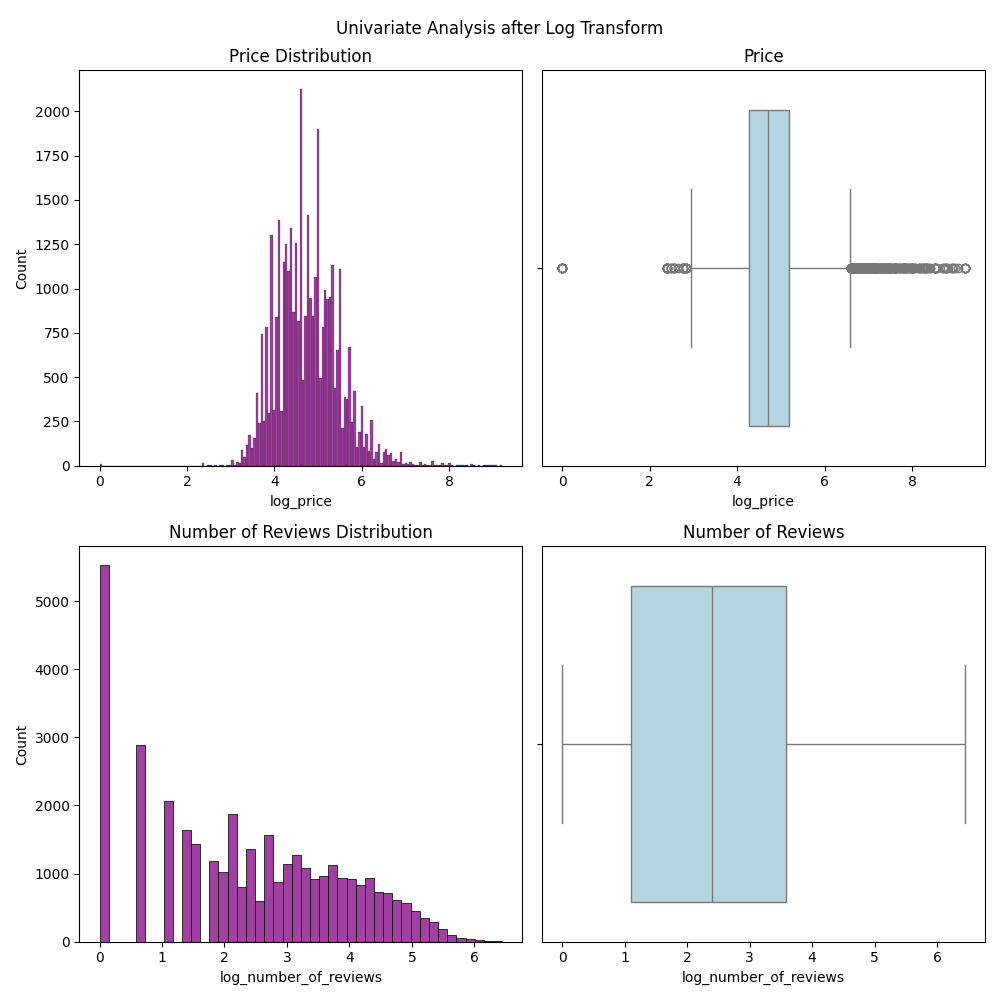 Univariate Analysis after Log Transform
Price Distribution
Price
2000
1750
1500
1250
1000
750
500
250
0
Count
0 2 4 6 8
log_price
0 2 4 6 8
log_price
Number of Reviews Distribution
Number of Reviews
5000
4000
3000
2000
1000
0
Count
0 1 2 3 4 5 6
log_number_of_reviews
0 1 2 3 4 5 6
log_number_of_reviews